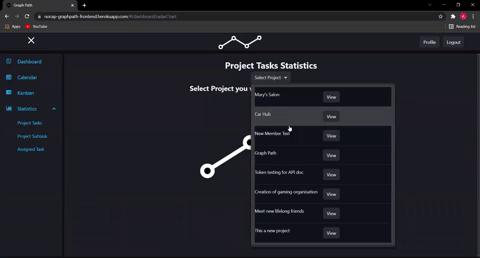 Graph Path
nocap-graphpath-frontend.herokuapp.com/#/dashboard/radarChart
Apps
YouTube
Reading list
Profile
Logout
Dashboard
Calendar
Kanban
Statistics
Project Tasks
Project Subtask
Assigned Task
Project Tasks Statistics
Select Project
Select Project you
Mary's Salon
View
Car Hub
View
New Member Test
View
Graph Path
View
Token testing for API doc
View
Creation of gaming organisation
View
Meet new lifelong friends
View
This a new project
View